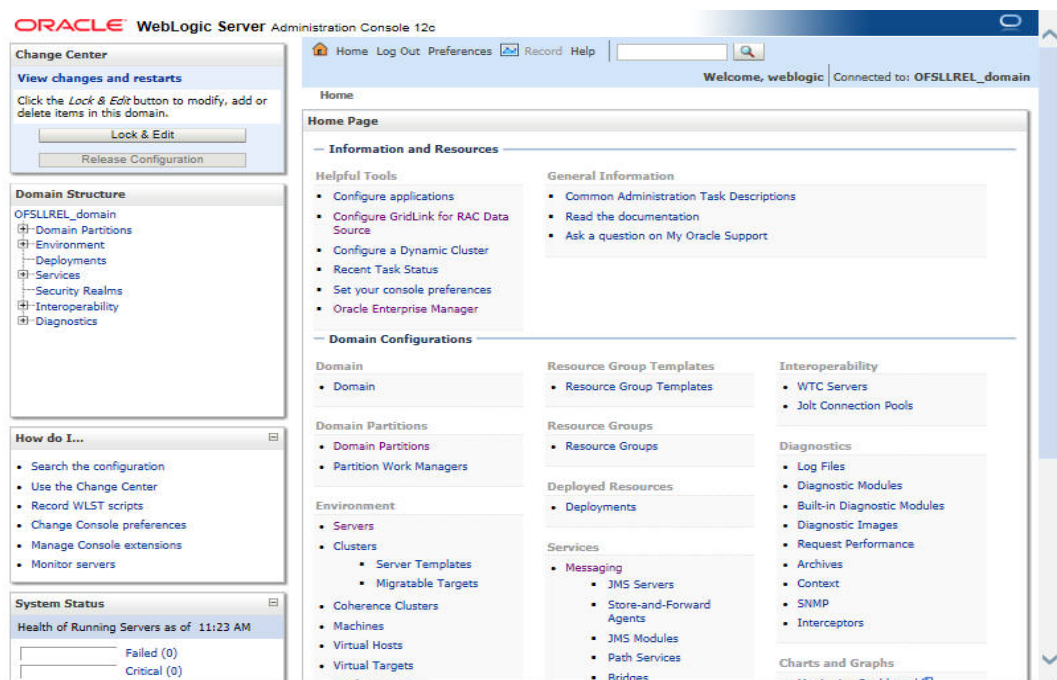 ORACLE WebLogic Server Administration Console 12c
Change Center
View changes and restarts
Click the Lock & Edit button to modify, add or
delete items in this domain.
Lock & Edit
Release Configuration
Domain Structure
OFSLLREL_domain
Domain Partitions
Environment
Deployments
Services
Security Realms
Interoperability
Diagnostics
How do I...
Search the configuration
Use the Change Center
Record WLST scripts
Change Console preferences
Manage Console extensions
Monitor servers
System Status
Health of Running Servers as of 11:23 AM
Failed (0)
Critical (0)
Home Log Out Preferences Record Help
Welcome, weblogic Connected to: OFSLLREL_domain
Home
Home Page
Information and Resources
Helpful Tools
Configure applications
Configure GridLink for RAC Data
Source
Configure a Dynamic Cluster
Recent Task Status
Set your console preferences
Oracle Enterprise Manager
General Information
Common Administration Task Descriptions
Read the documentation
Ask a question on My Oracle Support
Domain Configurations
Domain
Domain
Domain Partitions
Domain Partitions
Partition Work Managers
Environment
Servers
Clusters
Server Templates
Migratable Targets
Coherence Clusters
Machines
Virtual Hosts
Virtual Targets
Resource Group Templates
Resource Group Templates
Resource Groups
Resource Groups
Deployed Resources
Deployments
Services
Messaging
JMS Servers
Store-and-Forward
Agents
JMS Modules
Path Services
Bridges
Interoperability
WTC Servers
Jolt Connection Pools
Diagnostics
Log Files
Diagnostic Modules
Built-in Diagnostic Modules
Diagnostic Images
Request Performance
Archives
Context
SNMP
Interceptors
Charts and Graphs